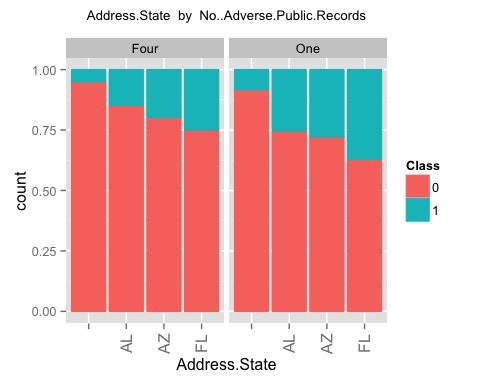 Address.State by No..Adverse.Public.Records
Four
One
1.00
0.75
0.50
0.25
0.00
count
AL
AZ
FL
AL
AZ
FL
Address.State
Class
0
1